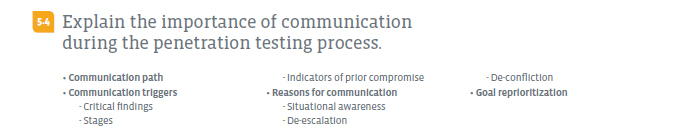 5-4 Explain the importance of communication
during the penetration testing process.
• Communication path
• Communication triggers
- Critical findings
- Stages
- Indicators of prior compromise
• Reasons for communication
- Situational awareness
- De-escalation
- De-confliction
• Goal reprioritization